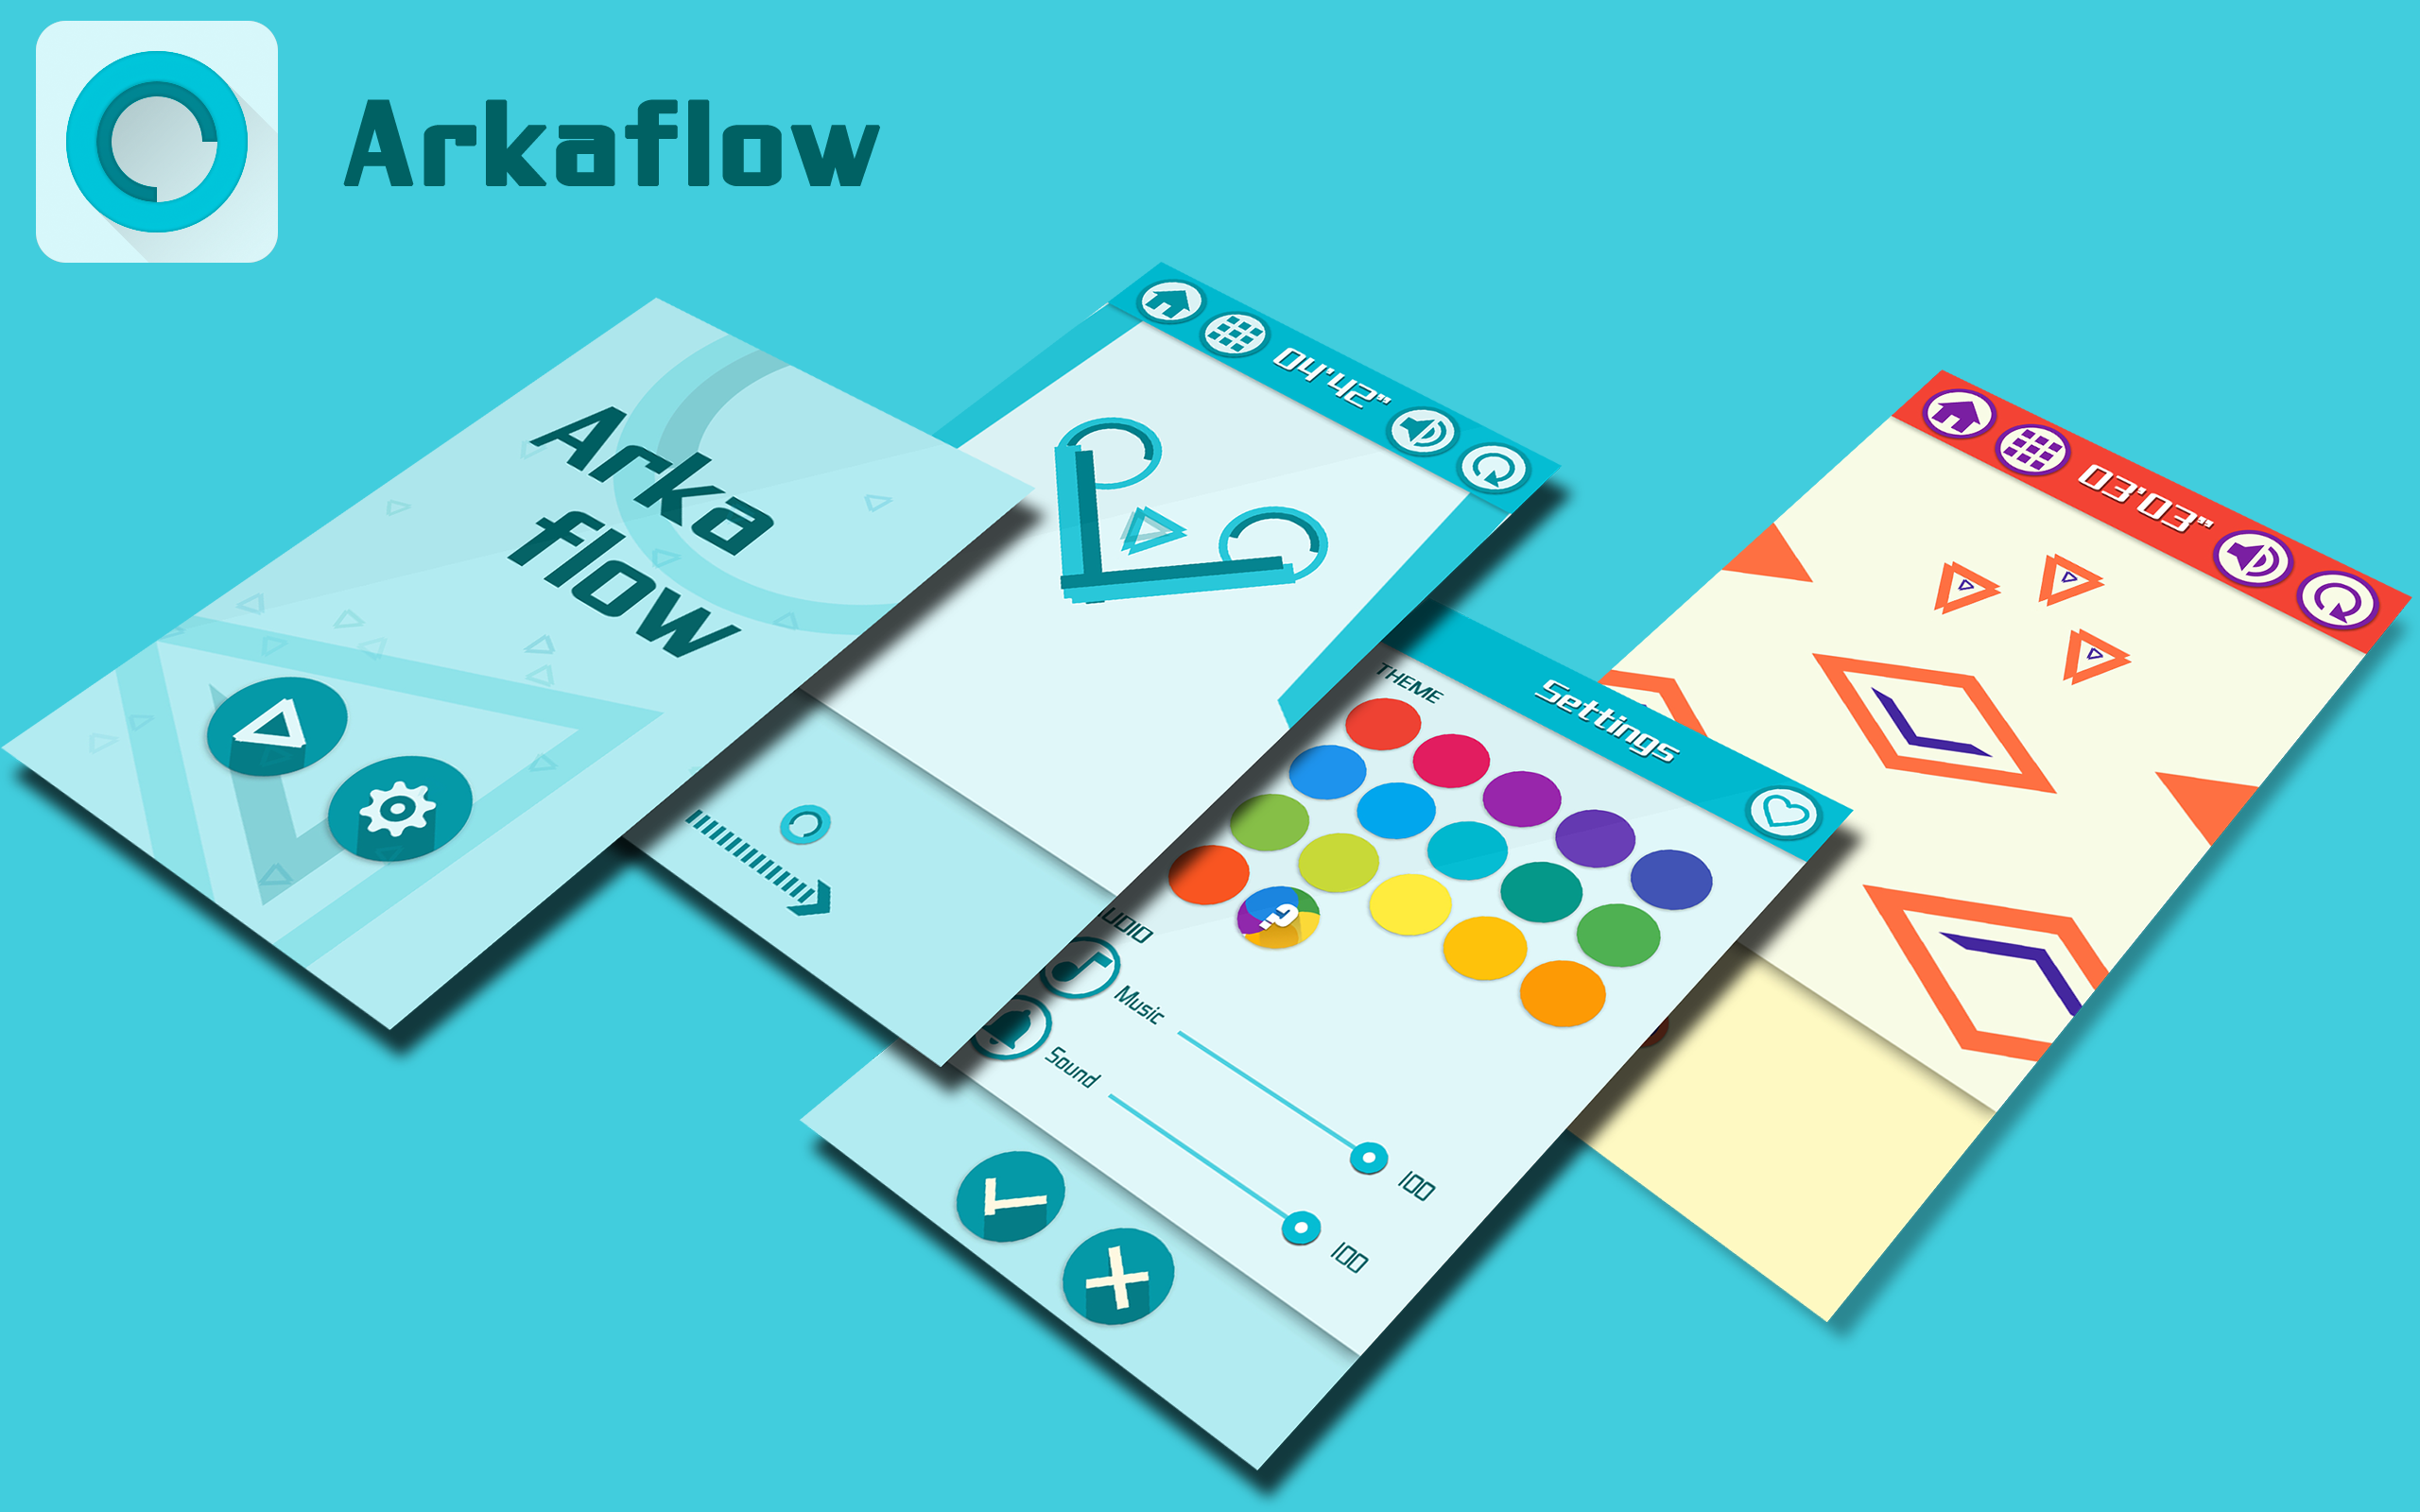 Arkaflow
Arka
flow
04'42"
03'03"
Settings
THEME
UDIO
Music
100
Sound
100